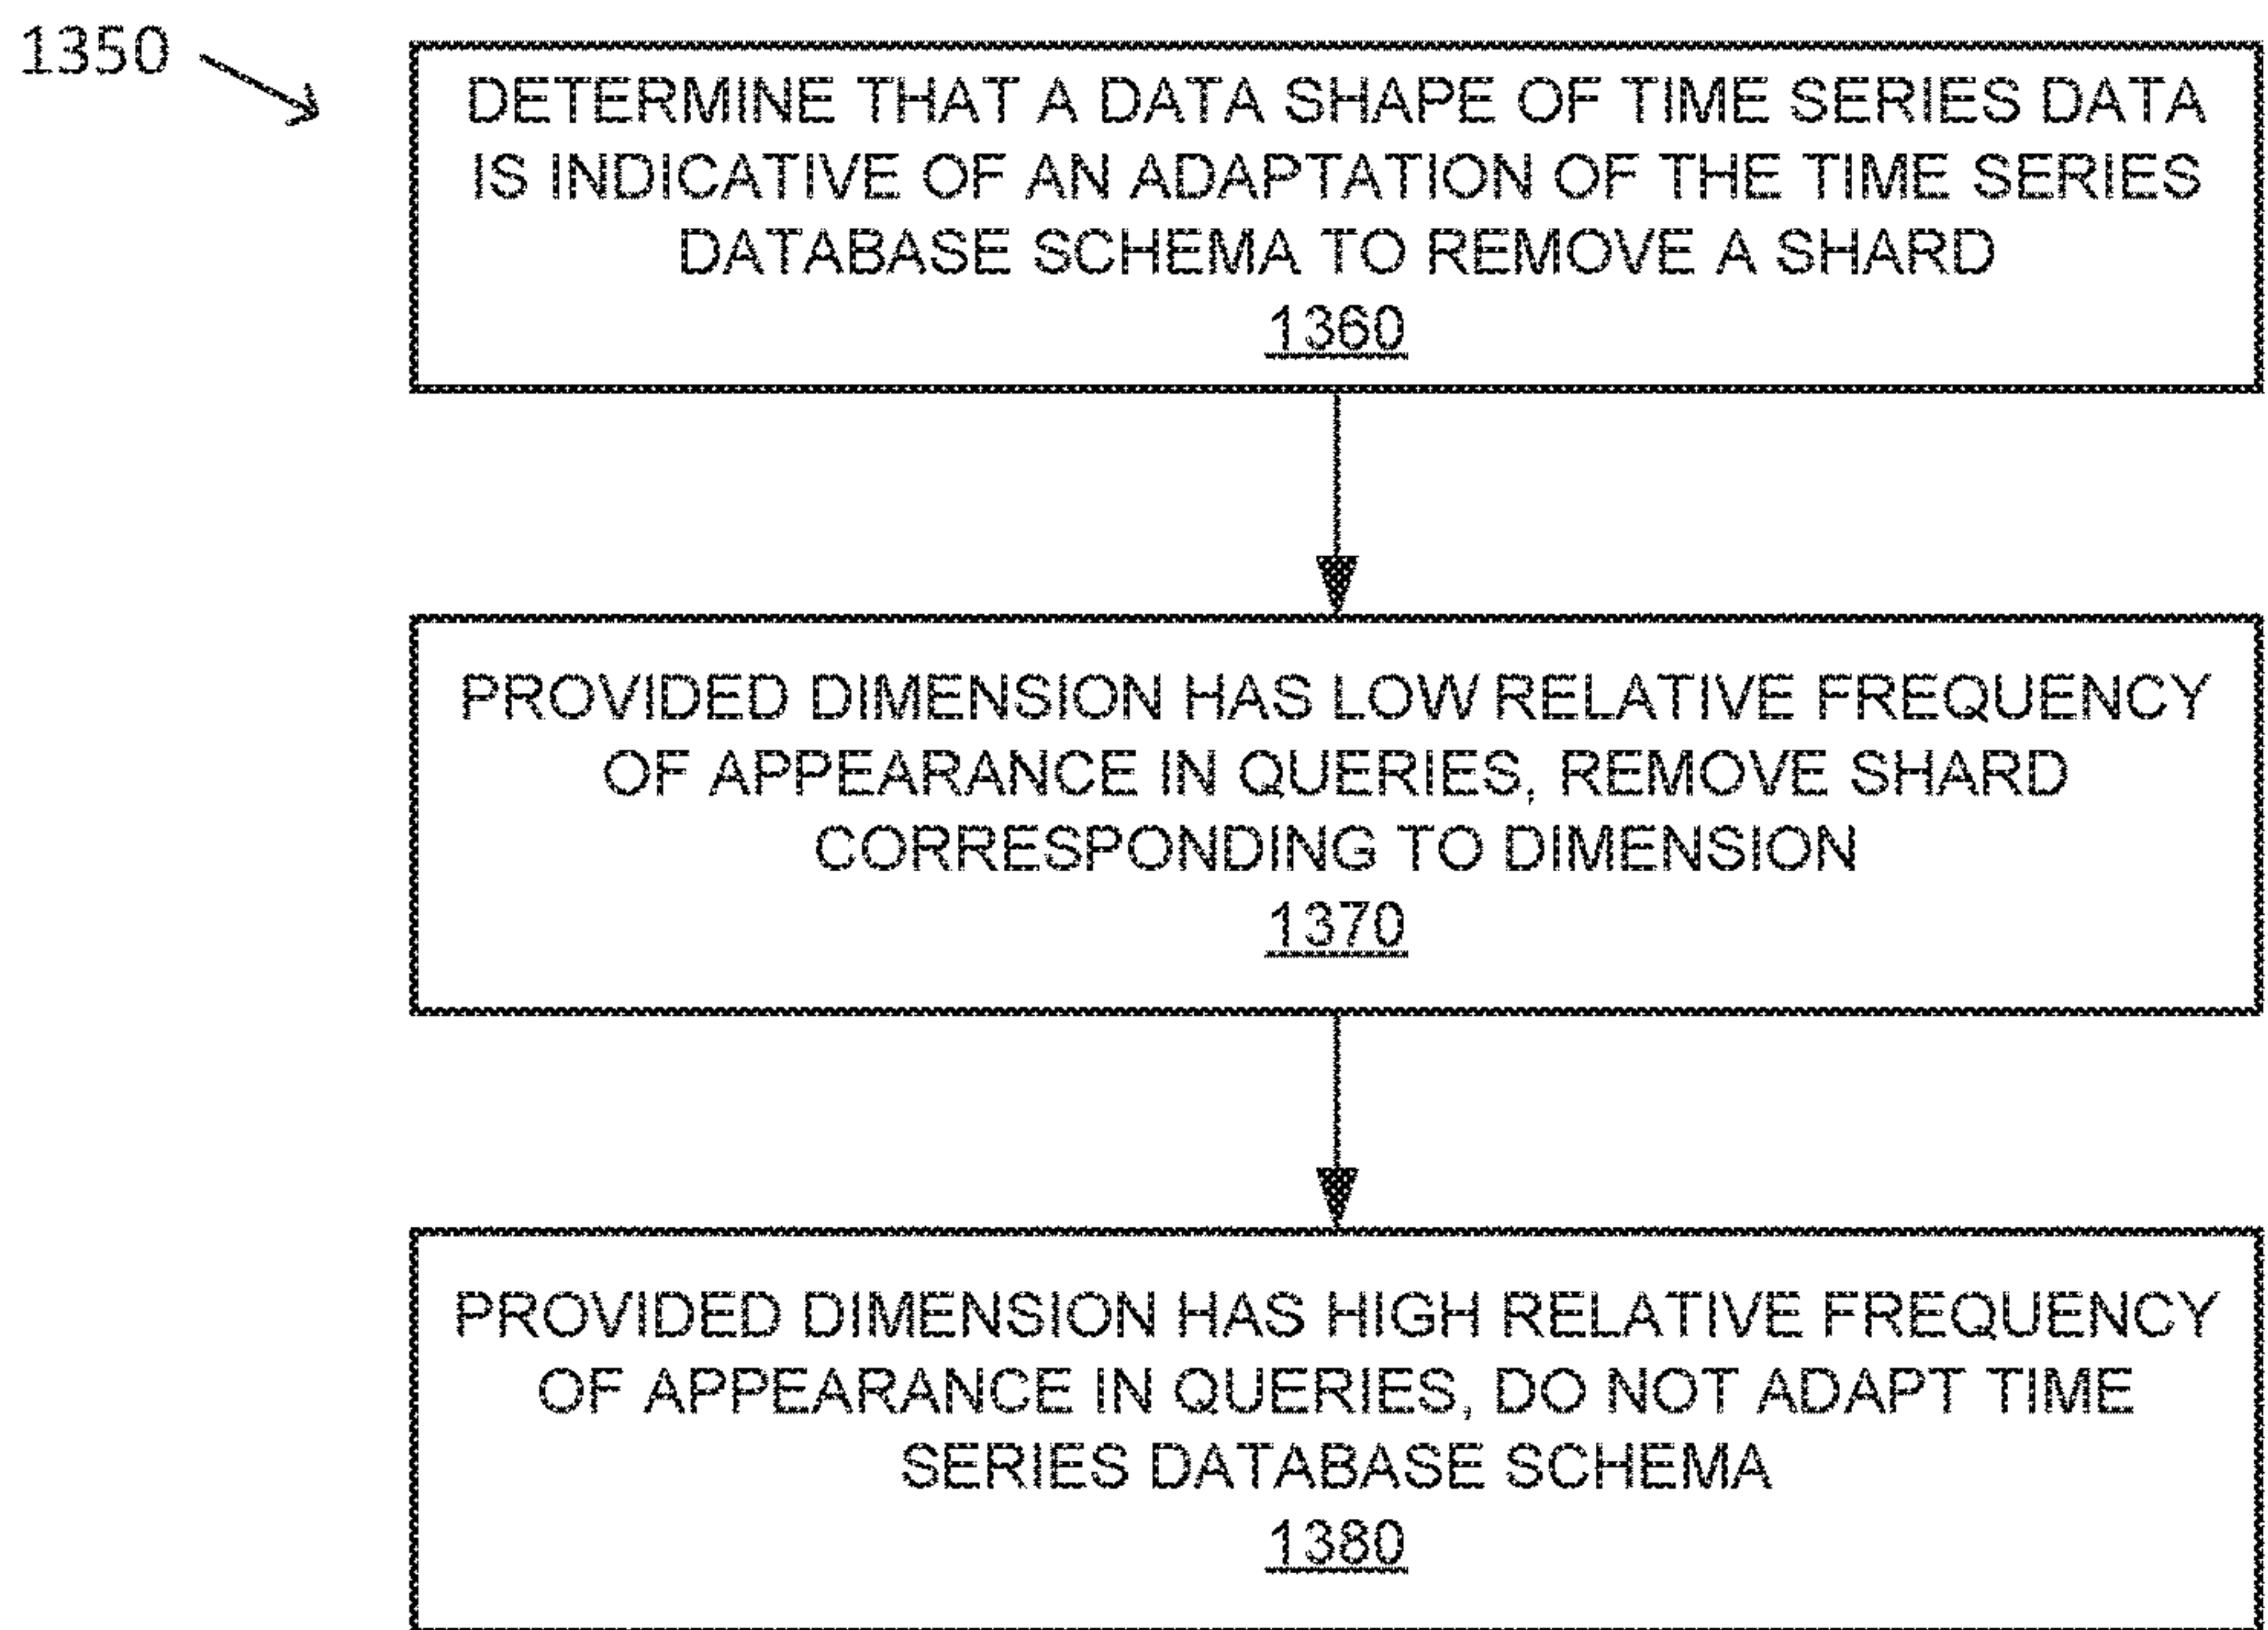 1350
DETERMINE THAT A DATA SHAPE OF TIME SERIES DATA
IS INDICATIVE OF AN ADAPTATION OF THE TIME SERIES
DATABASE SCHEMA TO REMOVE A SHARD
1360
PROVIDED DIMENSION HAS LOW RELATIVE FREQUENCY
OF APPEARANCE IN QUERIES, REMOVE SHARD
CORRESPONDING TO DIMENSION
1370
PROVIDED DIMENSION HAS HIGH RELATIVE FREQUENCY
OF APPEARANCE IN QUERIES, DO NOT ADAPT TIME
SERIES DATABASE SCHEMA
1380